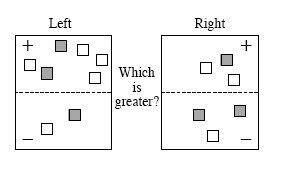 Left
Right
+
+
Which
is
greater?
−
−